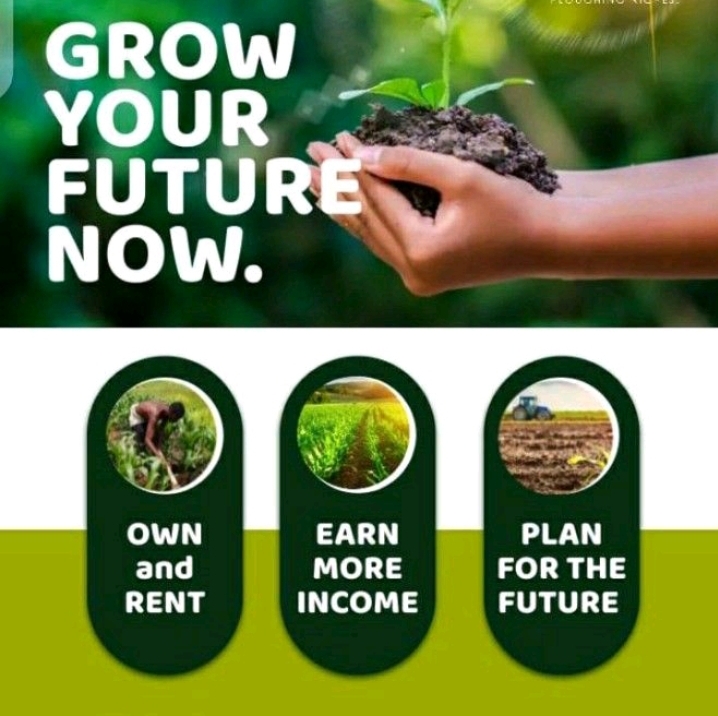 GROW
YOUR
FUTURE
NOW.
OWN
and
RENT
EARN
MORE
INCOME
PLAN
FOR THE
FUTURE